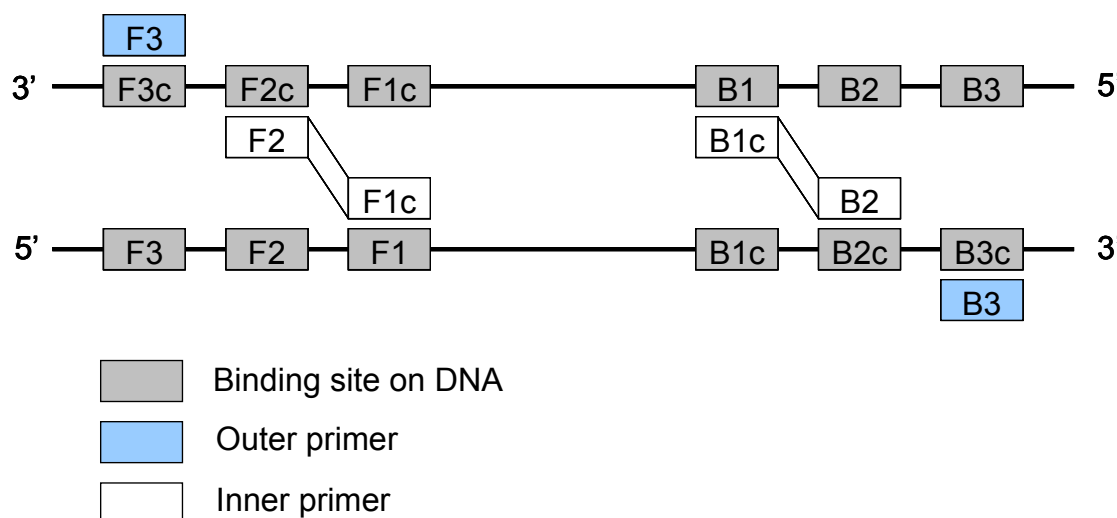 F3
3’ F3c F2c F1c B1 B2 B3 5
F2 B1c
F1c B2
5’ F3 F2 F1 B1c B2c B3c 3
B3
Binding site on DNA
Outer primer
Inner primer